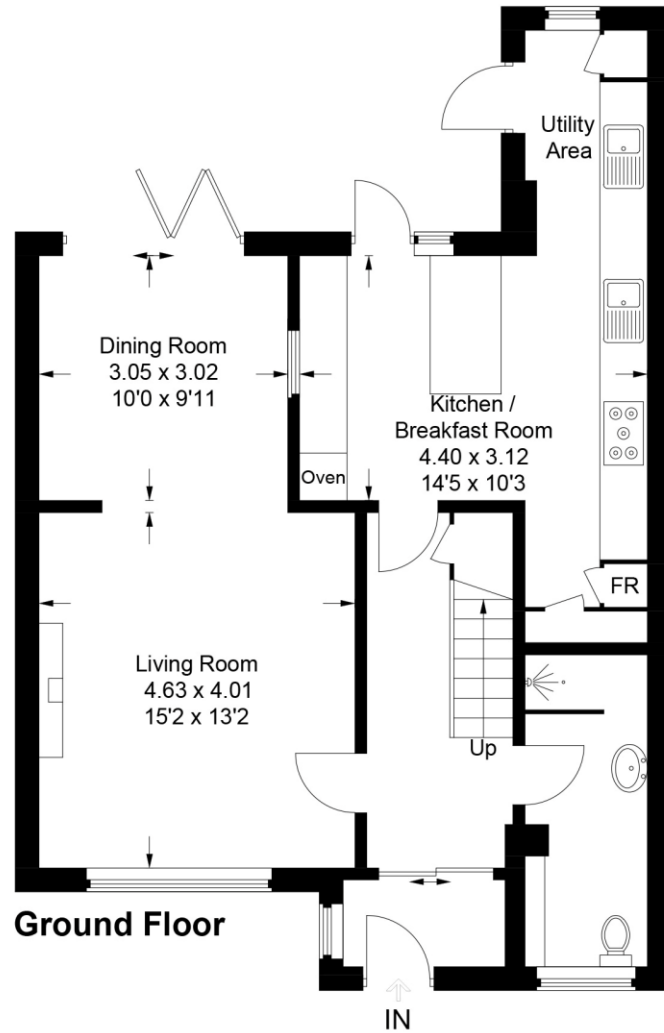 Utility
Area
Dining Room
3.05 x 3.02
10'0 x 9'11
Kitchen /
Breakfast Room
4.40 x 3.12
14'5 x 10'3
Oven
FR
Living Room
4.63 x 4.01
15'2 x 13'2
Up
Ground Floor
IN